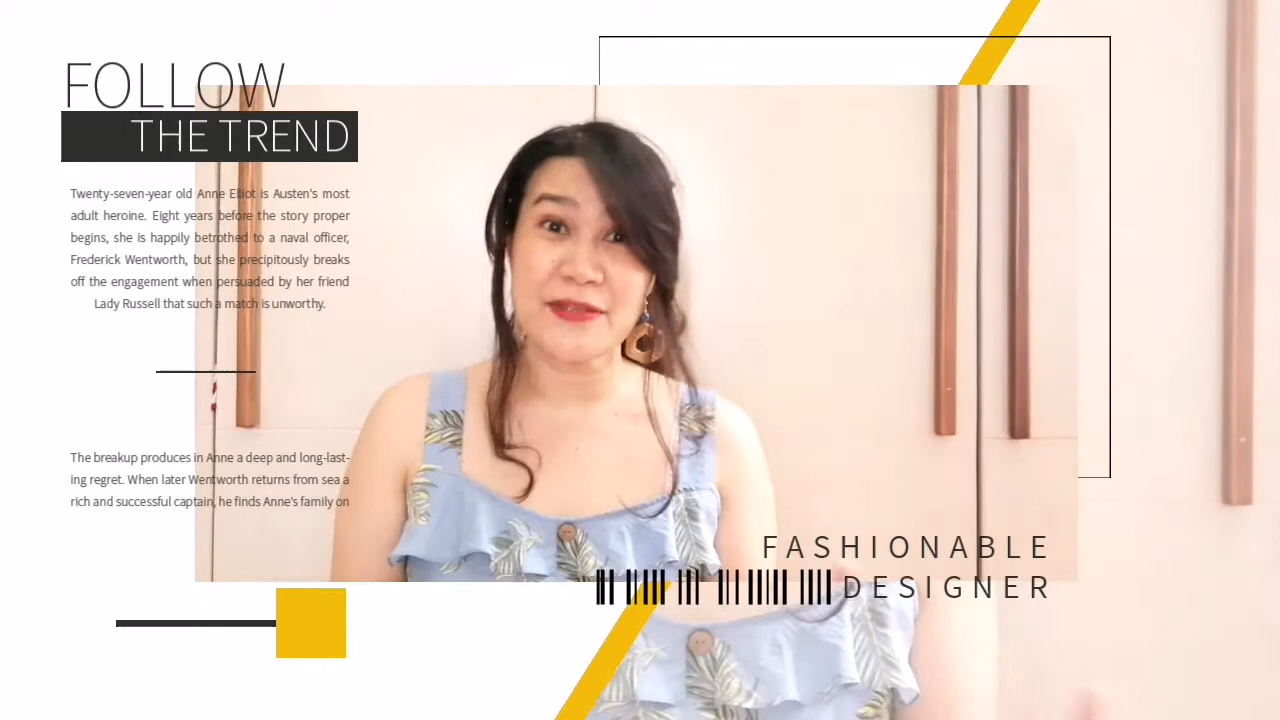 FOLLOW
THE TREND
Twenty-seven-year old Anne Elliot is Austen's most
adult heroine. Eight years before the story proper
begins, she is happily betrothed to a naval officer,
Frederick Wentworth, but she precipitously breaks
off the engagement when persuaded by her friend
Lady Russell that such a match is unworthy.
The breakup produces in Anne a deep and long-last-
ing regret. When later Wentworth returns from sea a
rich and successful captain, he finds Anne's family on
FASHIONABLE
DESIGNER